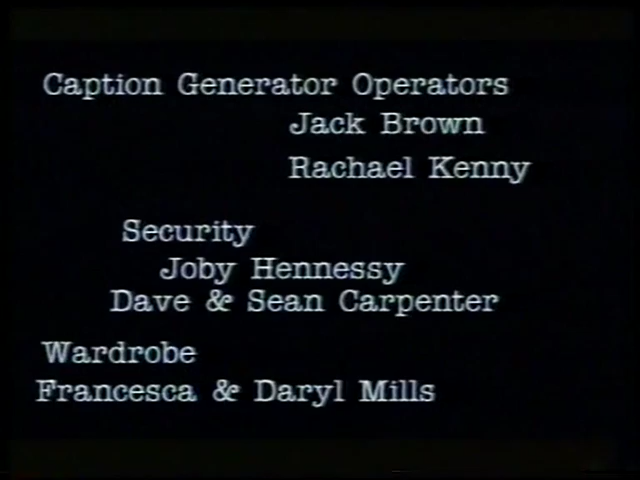 Caption Generator Operators
Jack Brown
Rachael Kenny
Security
Joby Hennessy
Dave & Sean Carpenter
Wardrobe
Francesca & Daryl Mills